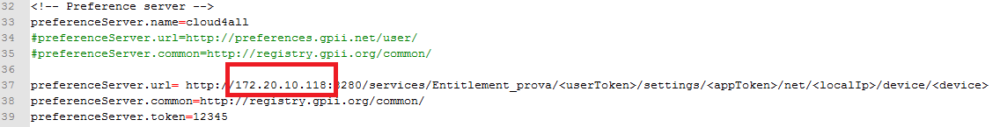 32 <!-- Preference server -->
33 preferenceServer.name=cloud4all
34 #preferenceServer.url=http://preferences.gpii.net/user/
35 #preferenceServer.common=http://registry.gpii.org/common/
36
37 preferenceServer.url= http://172.20.10.118:8280/services/Entitlement_prova/<userToken>/settings/<appToken>/net/<localIp>/device/<device>
38 preferenceServer.common=http://registry.gpii.org/common/
39 preferenceServer.token=12345